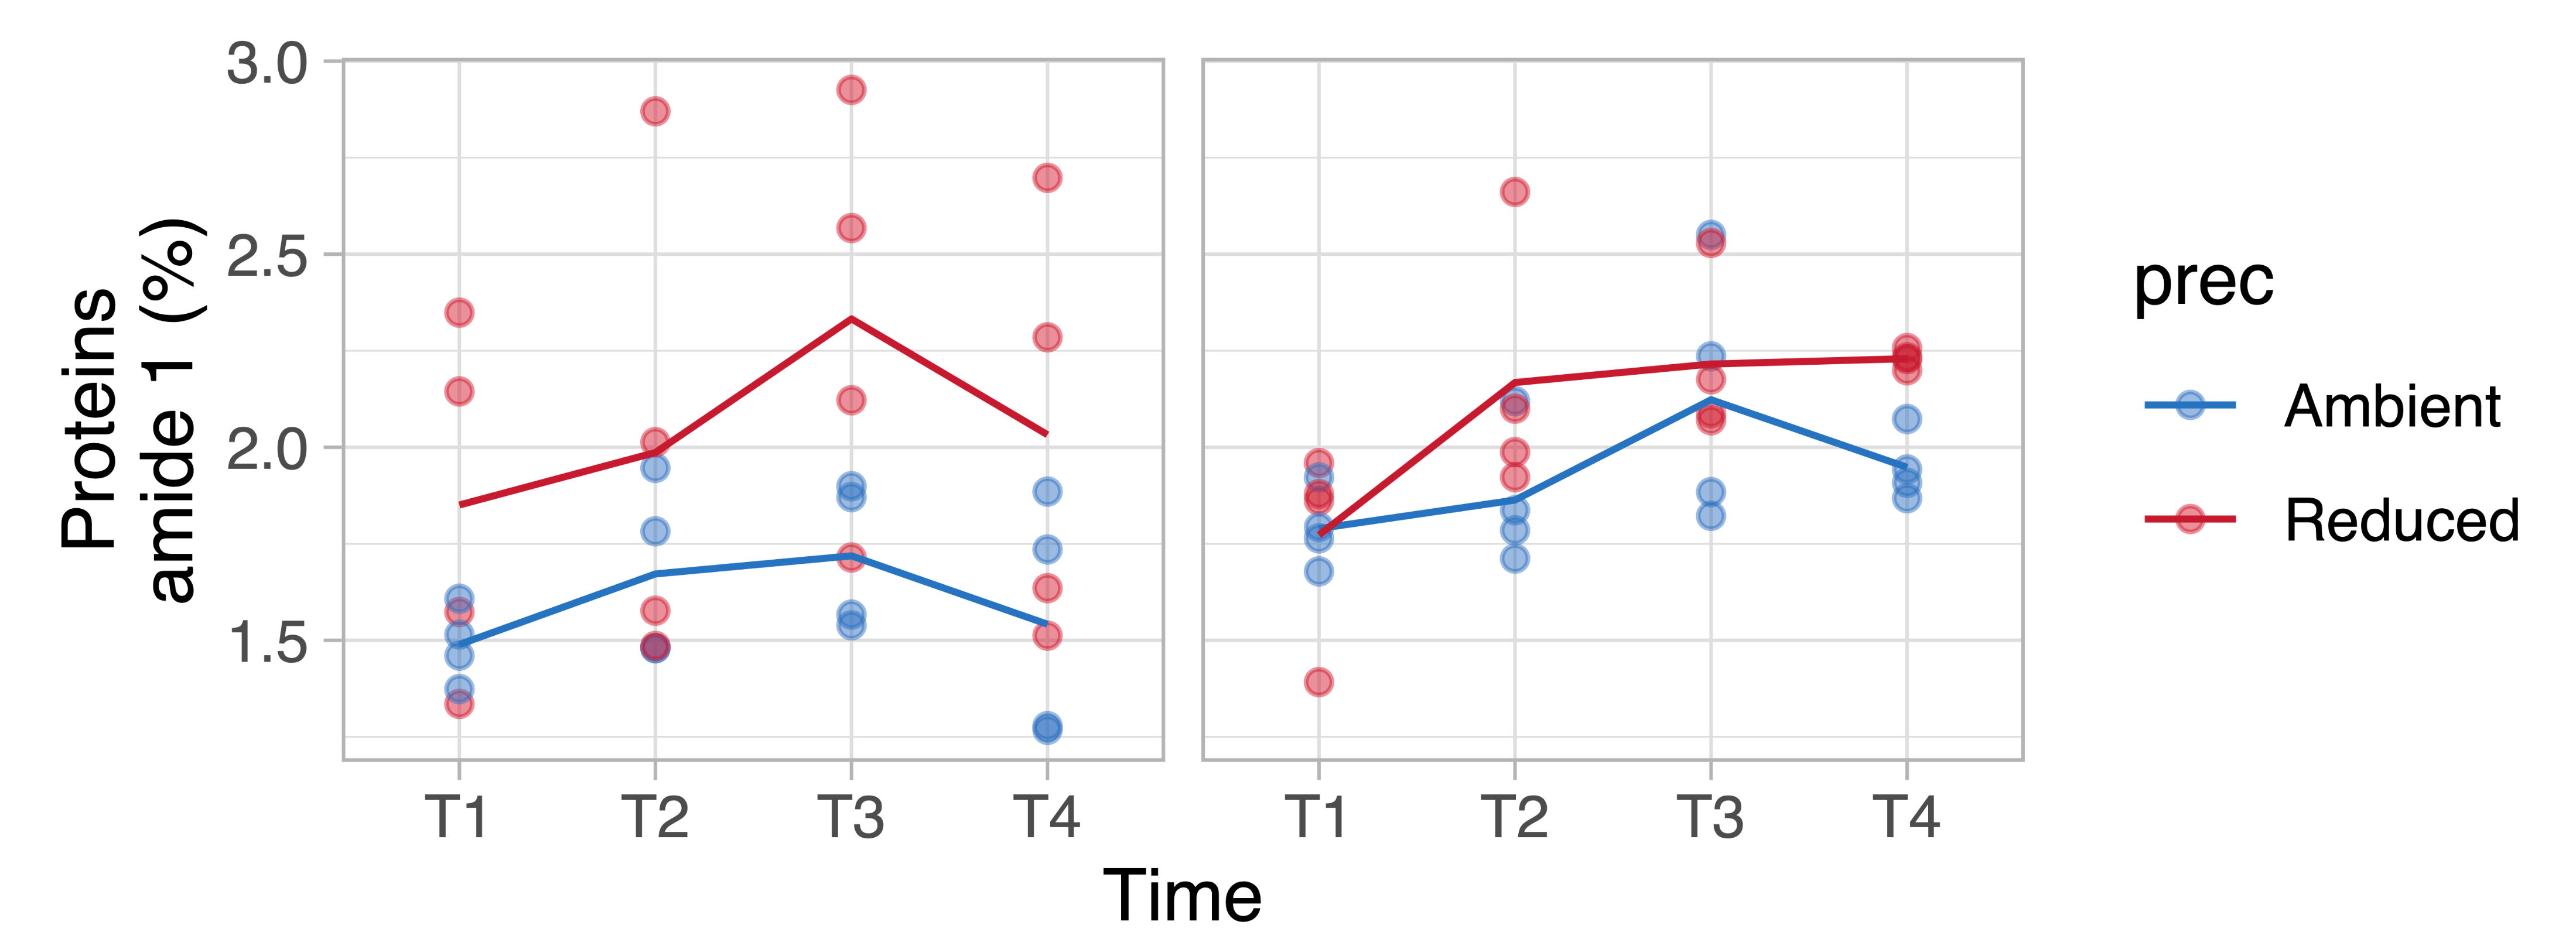 Proteins
amide 1 (%)
3.0
2.5
2.0
1.5
T1 T2 T3 T4
T1 T2 T3 T4
Time
prec
Ambient
Reduced